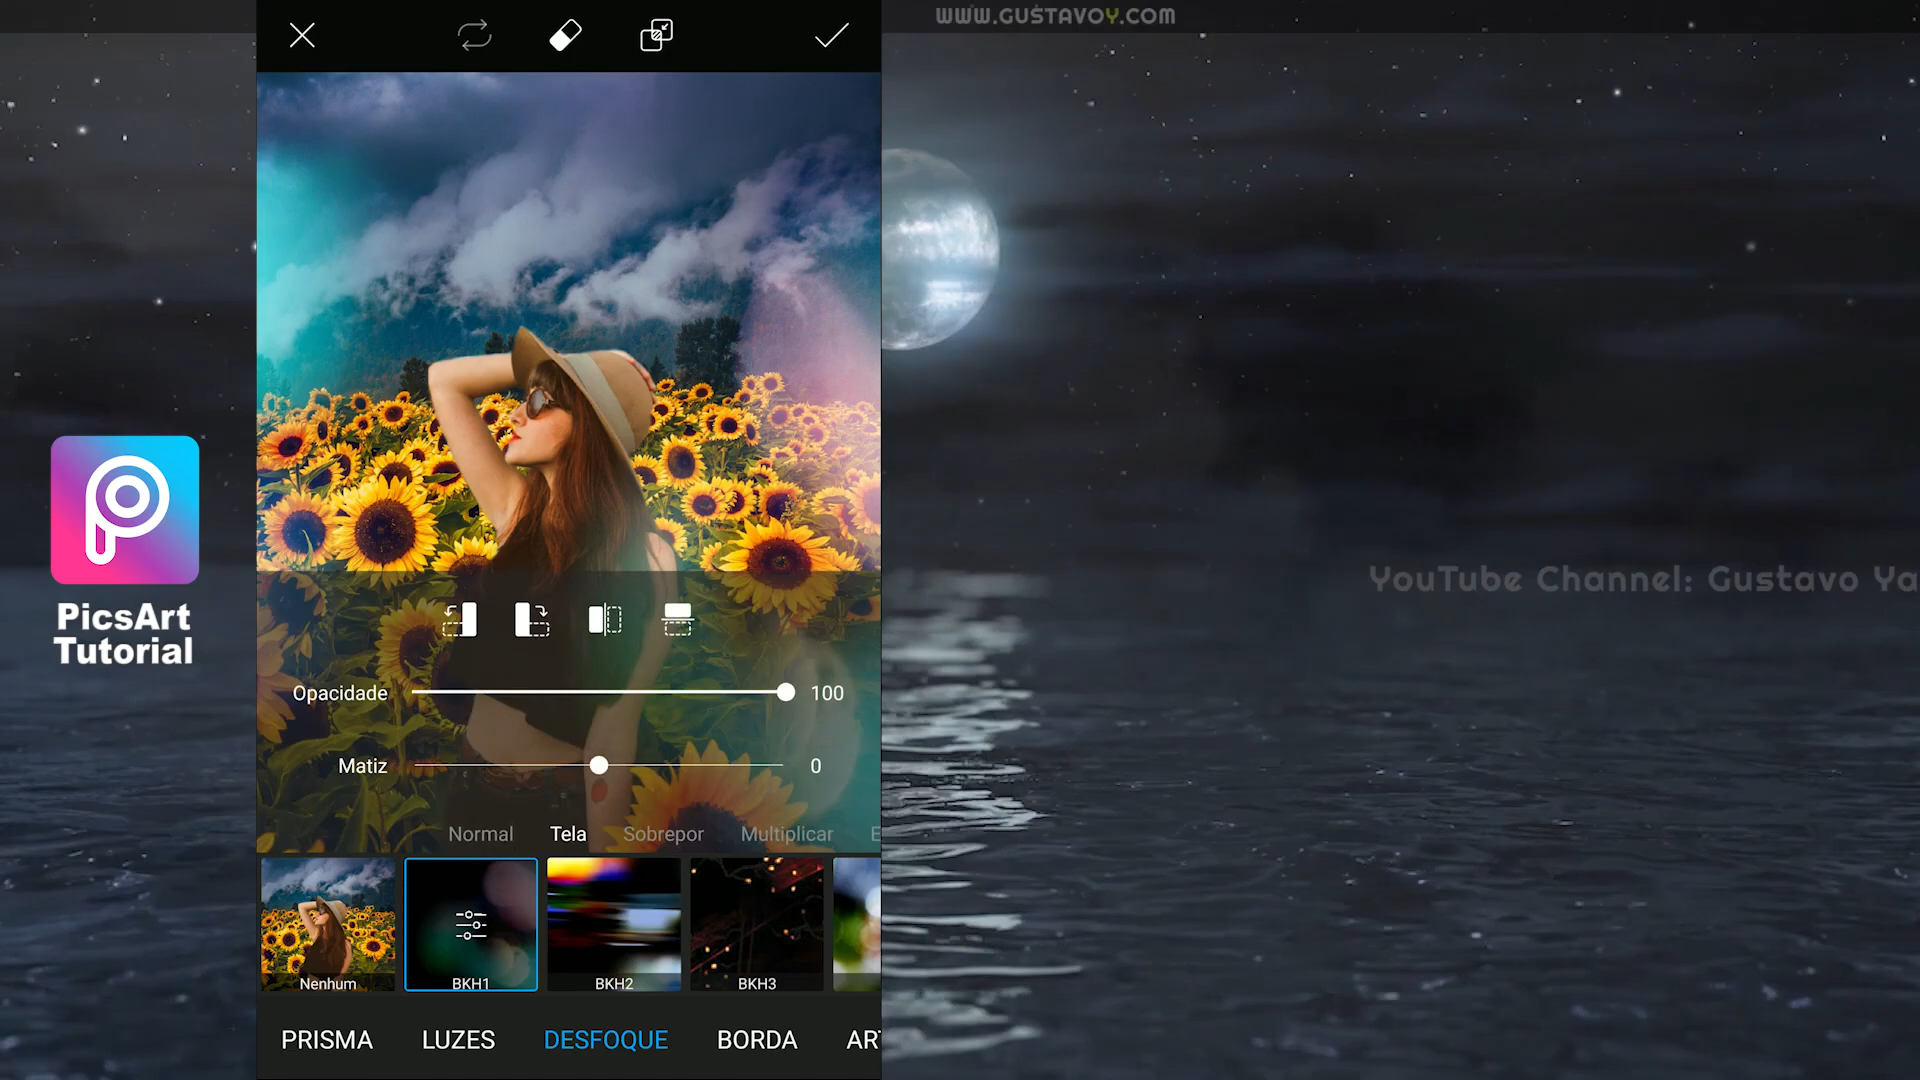 WWW.GUSTAVOY.COM
PicsArt
Tutorial
YouTube Channel: Gustavo Ya
Opacidade 100
Matiz 0
Normal Tela Sobrepor Multiplicar E
Nenhum BKH1 BKH2 BKH3
PRISMA LUZES DESFOQUE BORDA AR